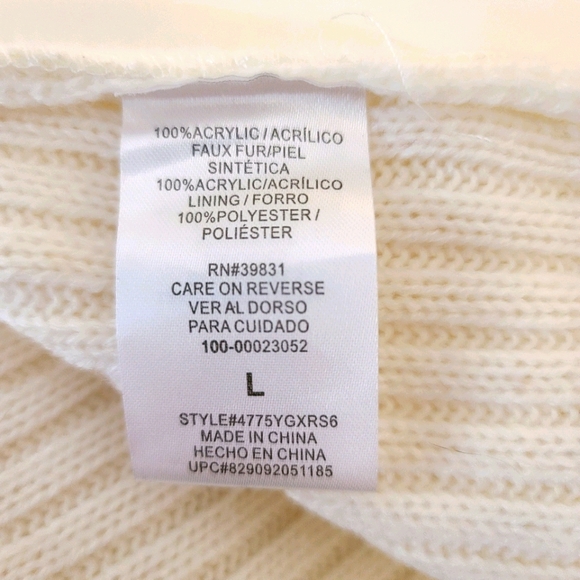 100%ACRYLIC/ACRÍLICO
FAUX FUR/PIEL
SINTÉTICA
100%ACRYLIC/ACRÍLICO
LINING/FORRO
100%POLYESTER/
POLIÉSTER
RN#39831
CARE ON REVERSE
VER AL DORSO
PARA CUIDADO
100-00023052
L
STYLE#4775YGXRS6
MADE IN CHINA
HECHO EN CHINA
UPC#829092051185